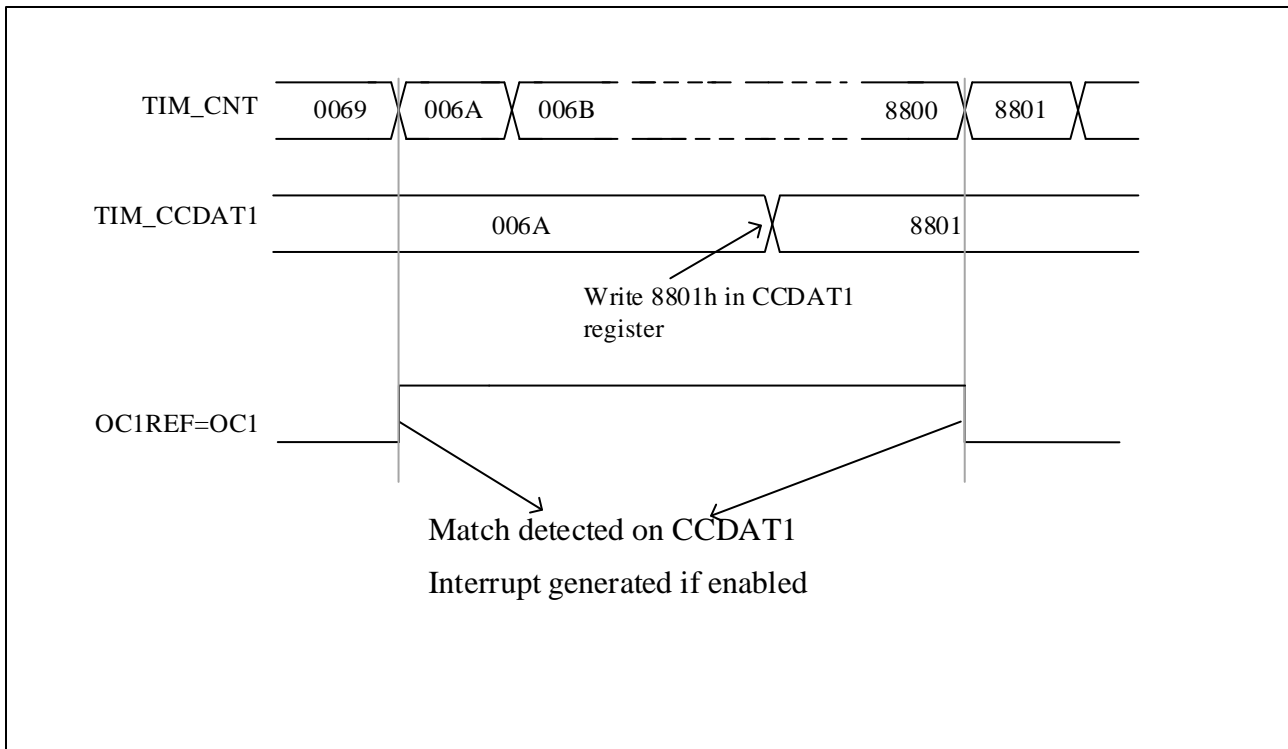 TIM_CNT 0069 006A 006B 8800 8801
TIM_CCDAT1 006A 8801
Write 8801h in CCDAT1
register
OC1REF=OC1
Match detected on CCDAT1
Interrupt generated if enabled